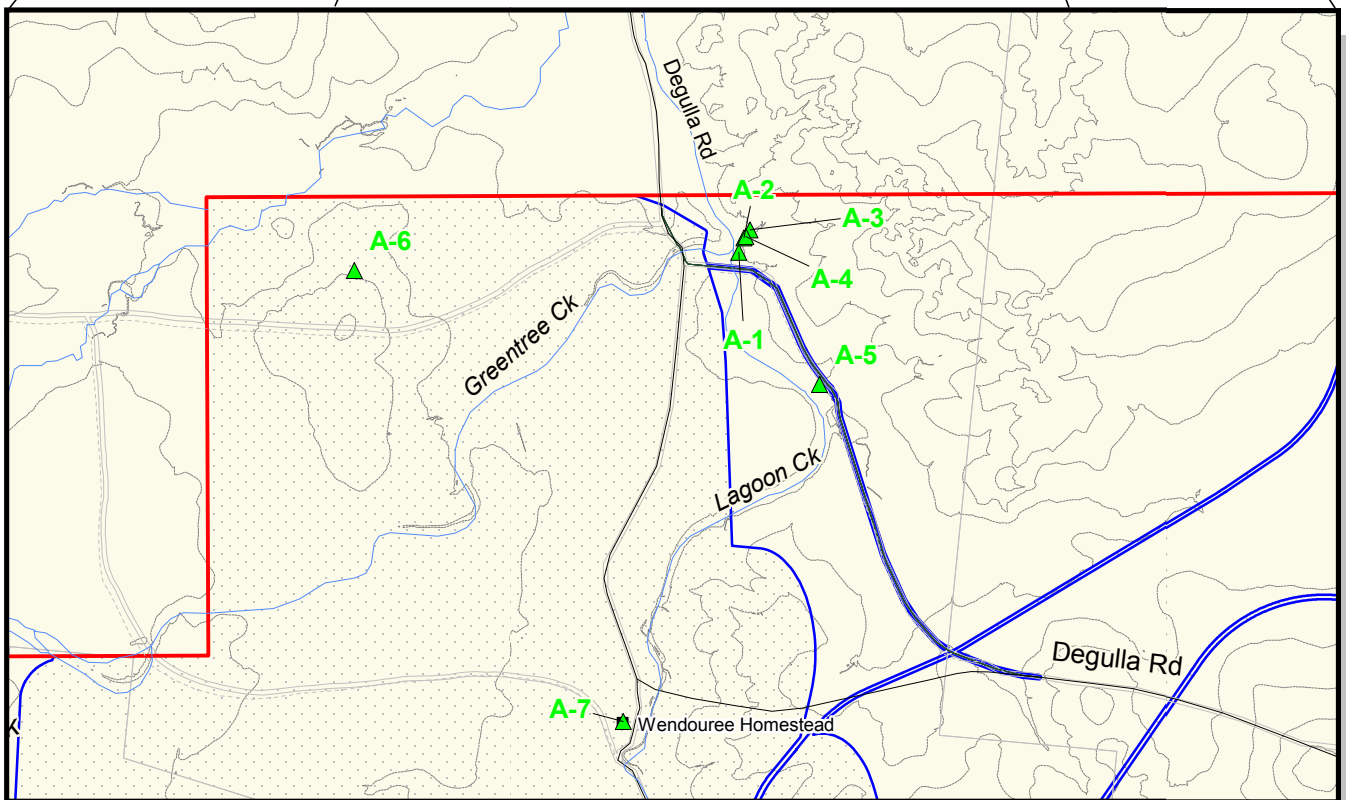 Degulla Rd
A-2
A-3
A-6
A-4
A-1
A-5
Greentree Ck
Lagoon Ck
Degulla Rd
A-7
Wendouree Homestead